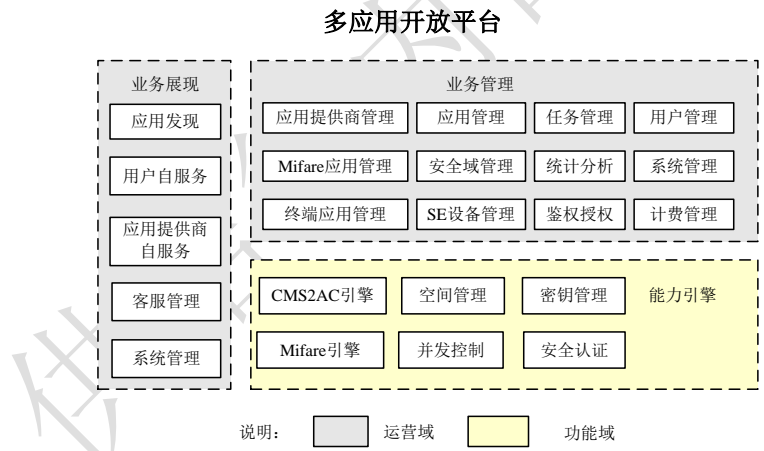 多应用开放平台
业务展现
应用发现
用户自服务
应用提供商
自服务
客服管理
系统管理
业务管理
应用提供商管理 应用管理 任务管理 用户管理
Mifare应用管理 安全域管理 统计分析 系统管理
终端应用管理 SE设备管理 鉴权授权 计费管理
CMS2AC引擎 空间管理 密钥管理 能力引擎
Mifare引擎 并发控制 安全认证
说明： 运营域 功能域